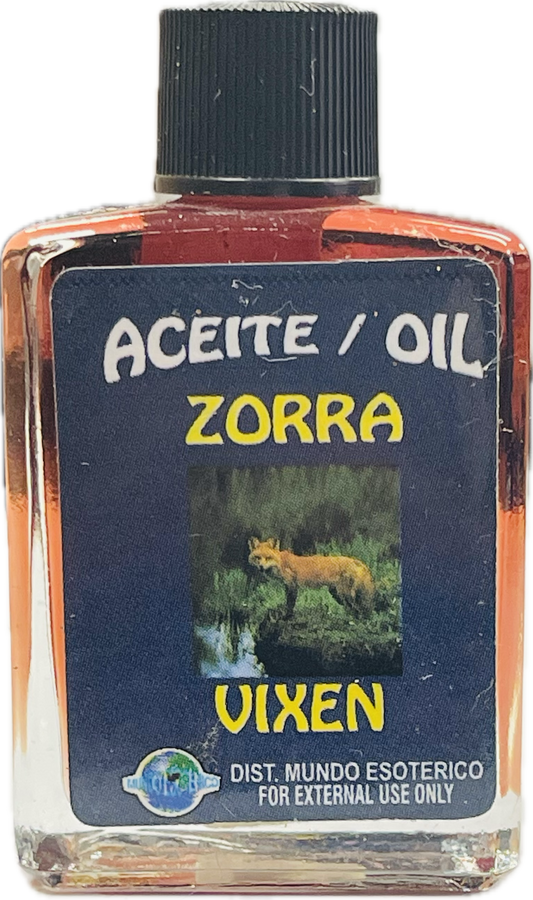 ACEITE / OIL
ZORRA
VIXEN
DIST. MUNDO ESOTERICO
FOR EXTERNAL USE ONLY